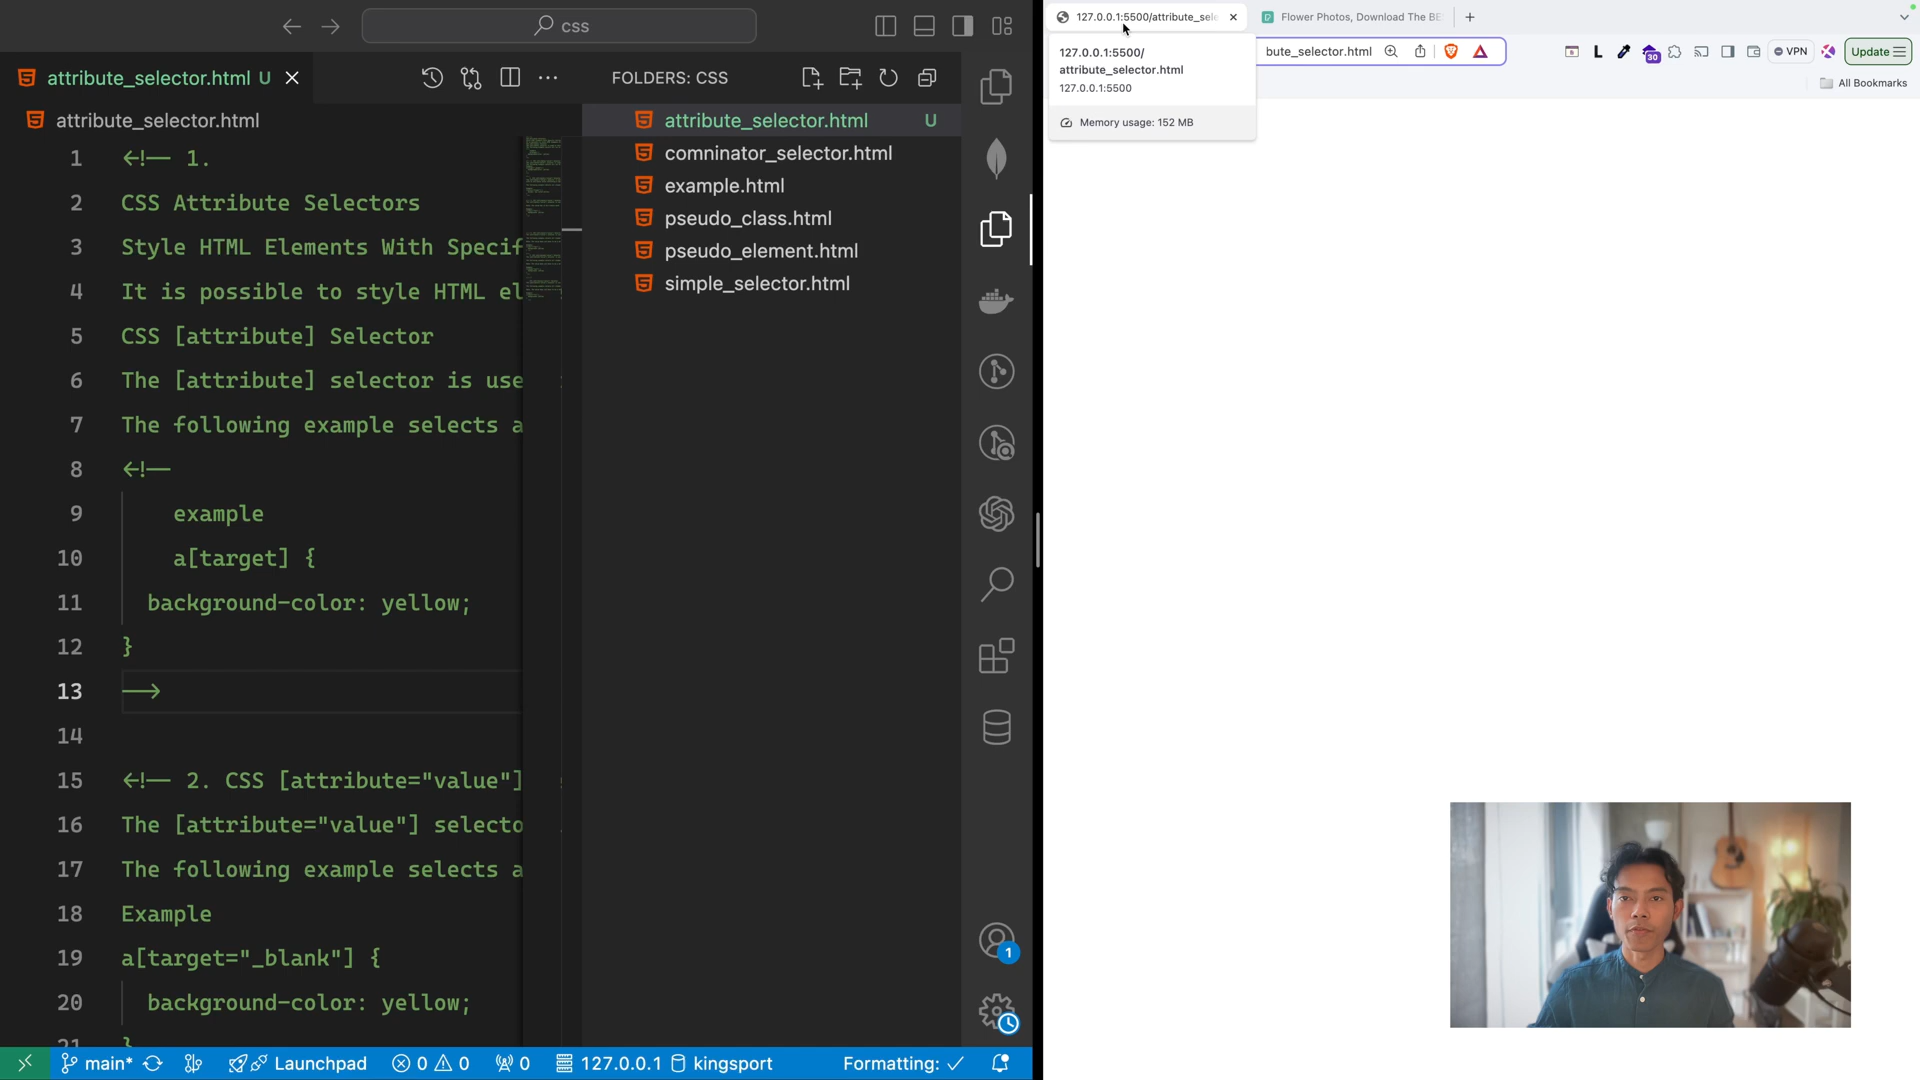 css
attribute_selector.html U
FOLDERS: CSS
attribute_selector.html
1 <!-- 1.
2 CSS Attribute Selectors
3 Style HTML Elements With Specif
4 It is possible to style HTML el
5 CSS [attribute] Selector
6 The [attribute] selector is use
7 The following example selects a
8 <!--
9 example
10 a[target] {
11 background-color: yellow;
12 }
13 -->
14
15 <!-- 2. CSS [attribute="value"]
16 The [attribute="value"] selecto
17 The following example selects a
18 Example
19 a[target="_blank"] {
20 background-color: yellow;
21 }
attribute_selector.html U
comninator_selector.html
example.html
pseudo_class.html
pseudo_element.html
simple_selector.html
1
main*
Launchpad
0 0
0
127.0.0.1
kingsport
Formatting: ✓
127.0.0.1:5500/attribute_sele
Flower Photos, Download The BE
127.0.0.1:5500/
attribute_selector.html
127.0.0.1:5500
Memory usage: 152 MB
bute_selector.html
L
30
VPN
Update
All Bookmarks